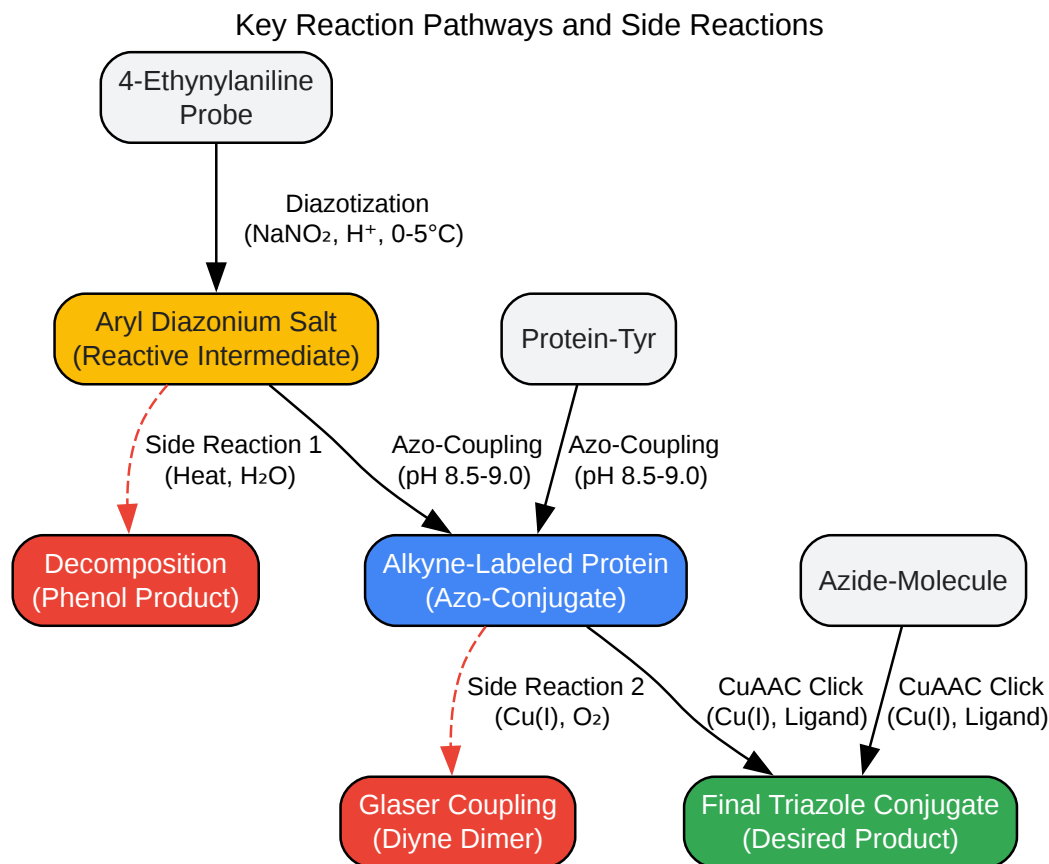 Key Reaction Pathways and Side Reactions
4-Ethynylaniline
Probe
Diazotization
(NaNO₂, H⁺, 0-5°C)
Aryl Diazonium Salt
(Reactive Intermediate)
Protein-Tyr
Side Reaction 1
(Heat, H₂O)
Azo-Coupling
(pH 8.5-9.0)
Azo-Coupling
(pH 8.5-9.0)
Decomposition
(Phenol Product)
Alkyne-Labeled Protein
(Azo-Conjugate)
Azide-Molecule
Side Reaction 2
(Cu(I), O₂)
CuAAC Click
(Cu(I), Ligand)
CuAAC Click
(Cu(I), Ligand)
Glaser Coupling
(Diyne Dimer)
Final Triazole Conjugate
(Desired Product)